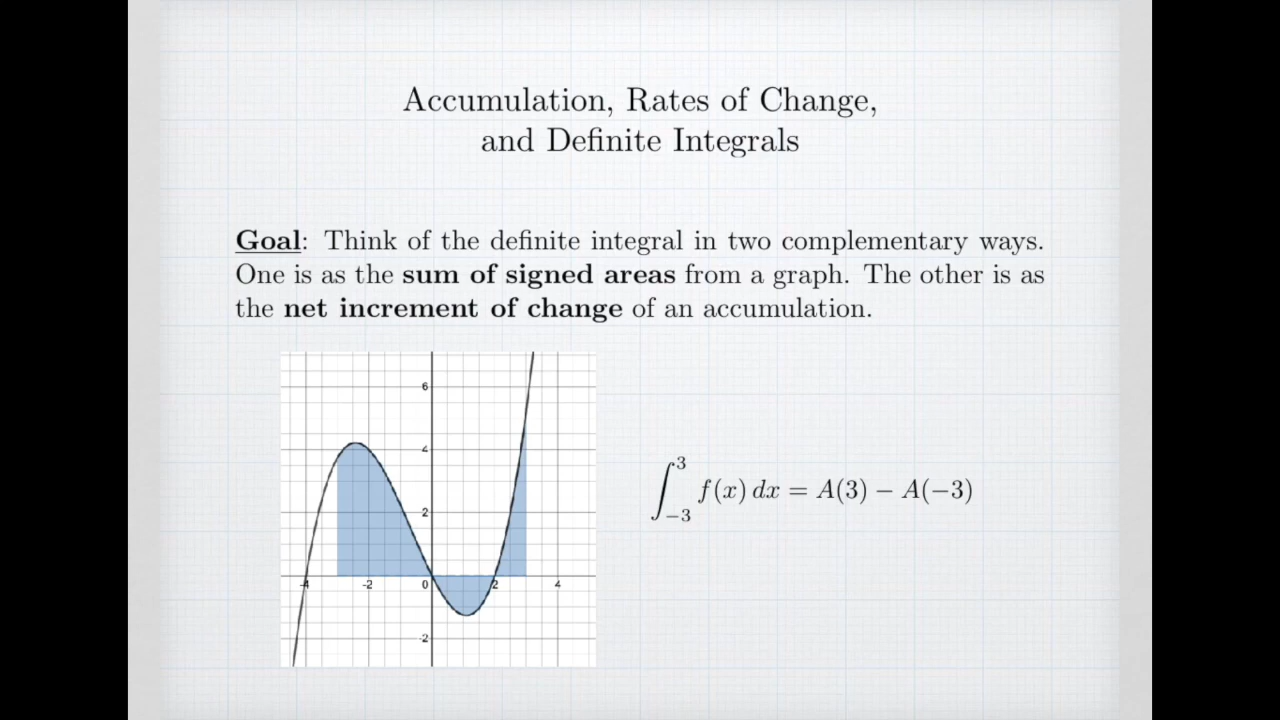 Accumulation, Rates of Change,
and Definite Integrals
Goal: Think of the definite integral in two complementary ways.
One is as the sum of signed areas from a graph. The other is as
the net increment of change of an accumulation.
6
4
2
-4 -2 0 2 4
-2
∫_{-3}^{3} f(x) dx = A(3) − A(−3)